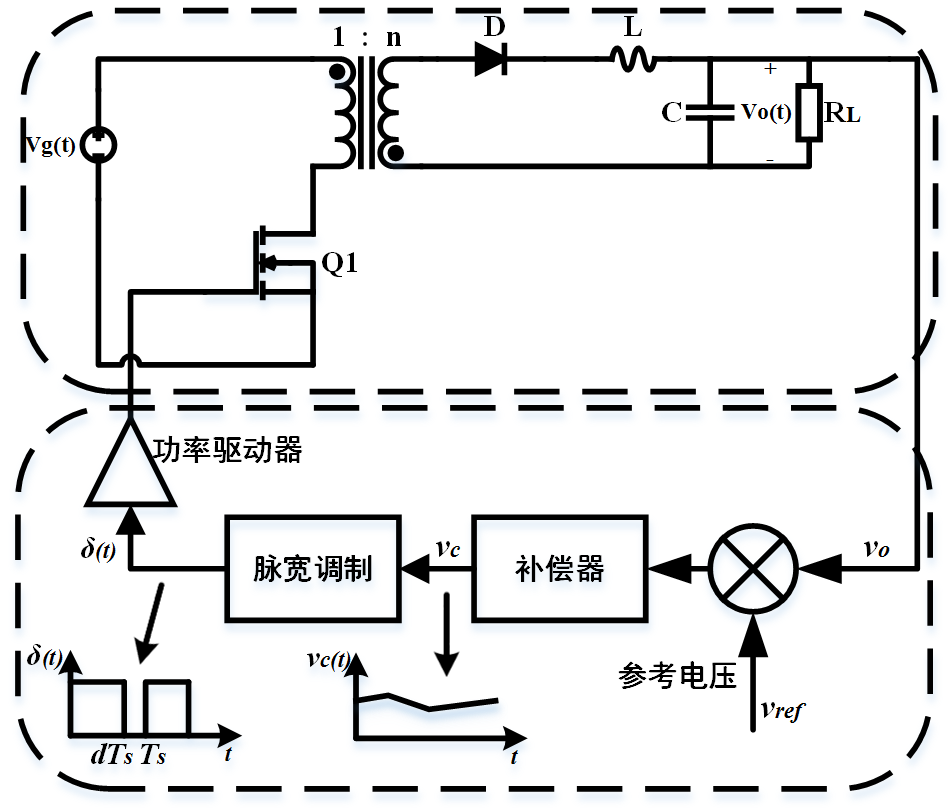 1 : n
D
L
Vg(t)
C
+
Vo(t)
-
RL
Q1
功率驱动器
δ(t)
脉宽调制
vc
补偿器
vo
δ(t)
dTs Ts t
vc(t)
t
参考电压
vref